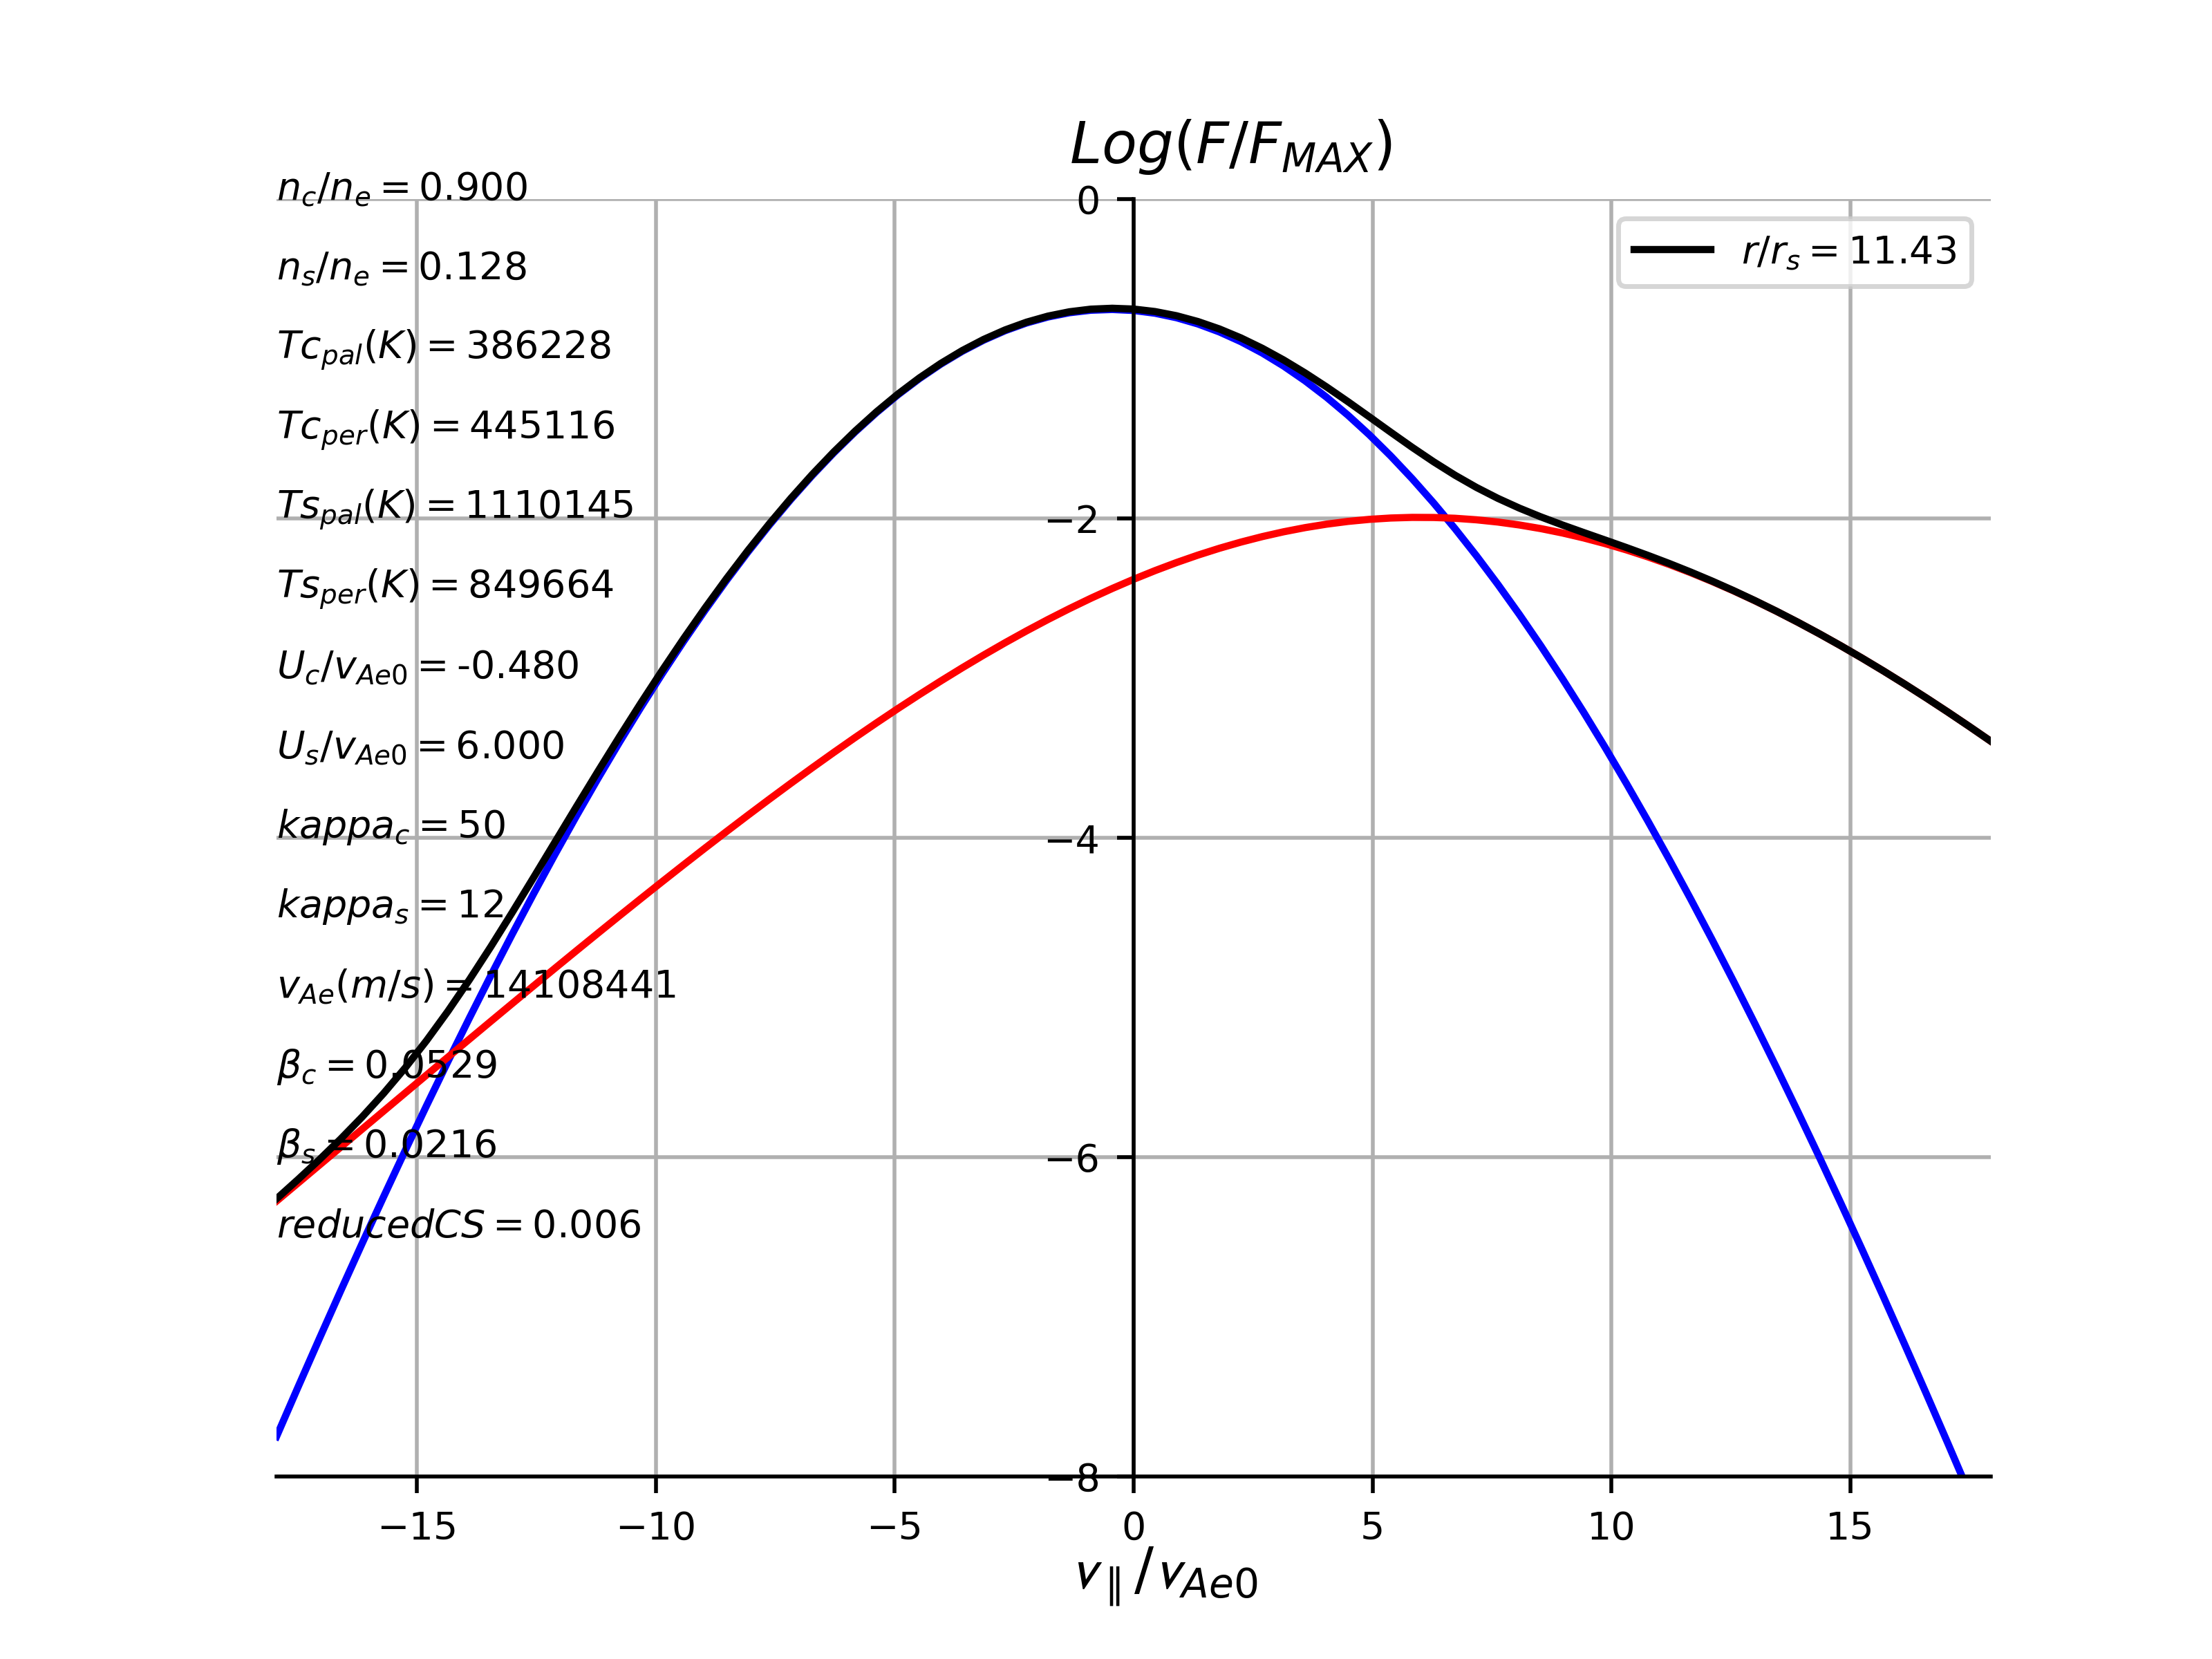 Log(F/F_MAX)
n_c/n_e = 0.900
n_s/n_e = 0.128
Tc_pal(K) = 386228
Tc_per(K) = 445116
Ts_pal(K) = 1110145
Ts_per(K) = 849664
U_c/v_Ae0 = -0.480
U_s/v_Ae0 = 6.000
kappa_c = 50
kappa_s = 12
v_Ae(m/s) = 14108441
β_c = 0.0529
β_s = 0.0216
reducedCS = 0.006
r/r_s = 11.43
0
−2
−4
−6
−8
−15 −10 −5 0 5 10 15
v_∥/v_Ae0